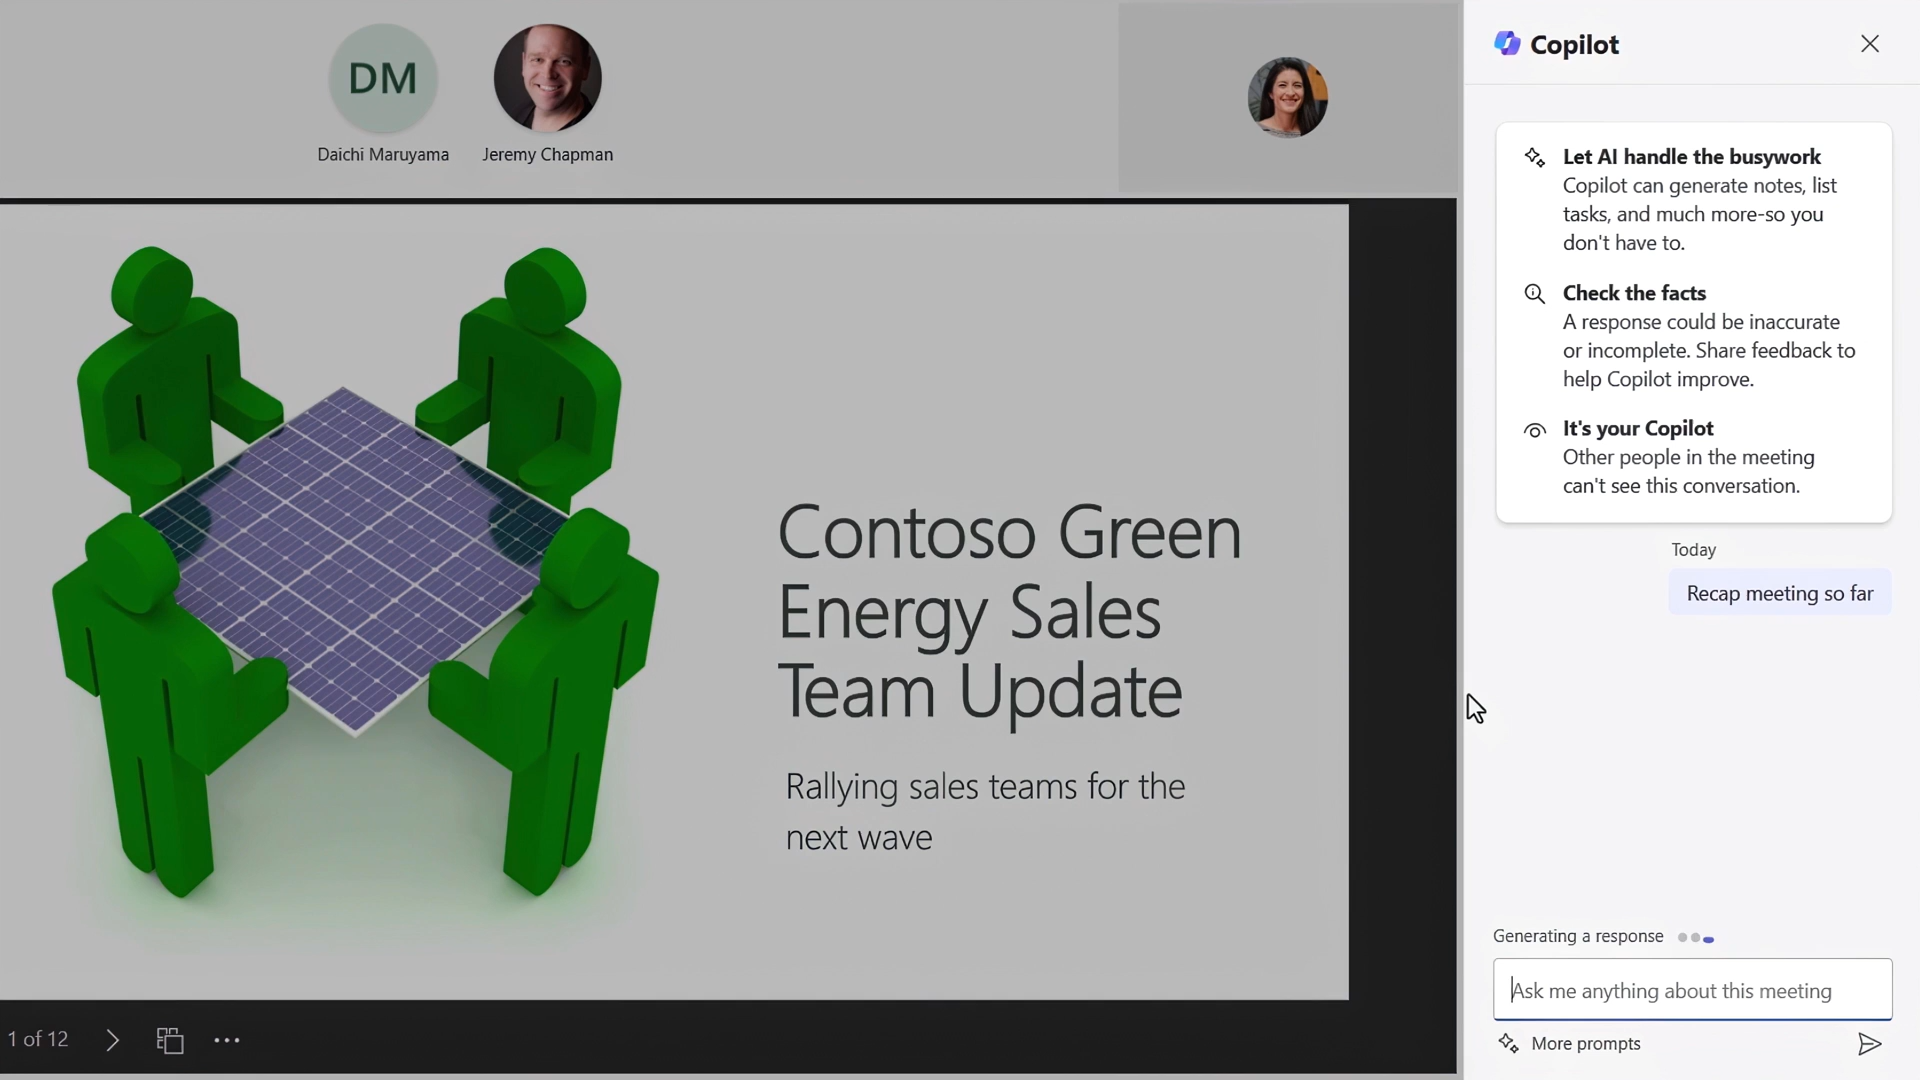 DM
Daichi Maruyama
Jeremy Chapman
Contoso Green
Energy Sales
Team Update
Rallying sales teams for the
next wave
1 of 12
Copilot
Let AI handle the busywork
Copilot can generate notes, list
tasks, and much more-so you
don't have to.
Check the facts
A response could be inaccurate
or incomplete. Share feedback to
help Copilot improve.
It's your Copilot
Other people in the meeting
can't see this conversation.
Today
Recap meeting so far
Generating a response
Ask me anything about this meeting
More prompts